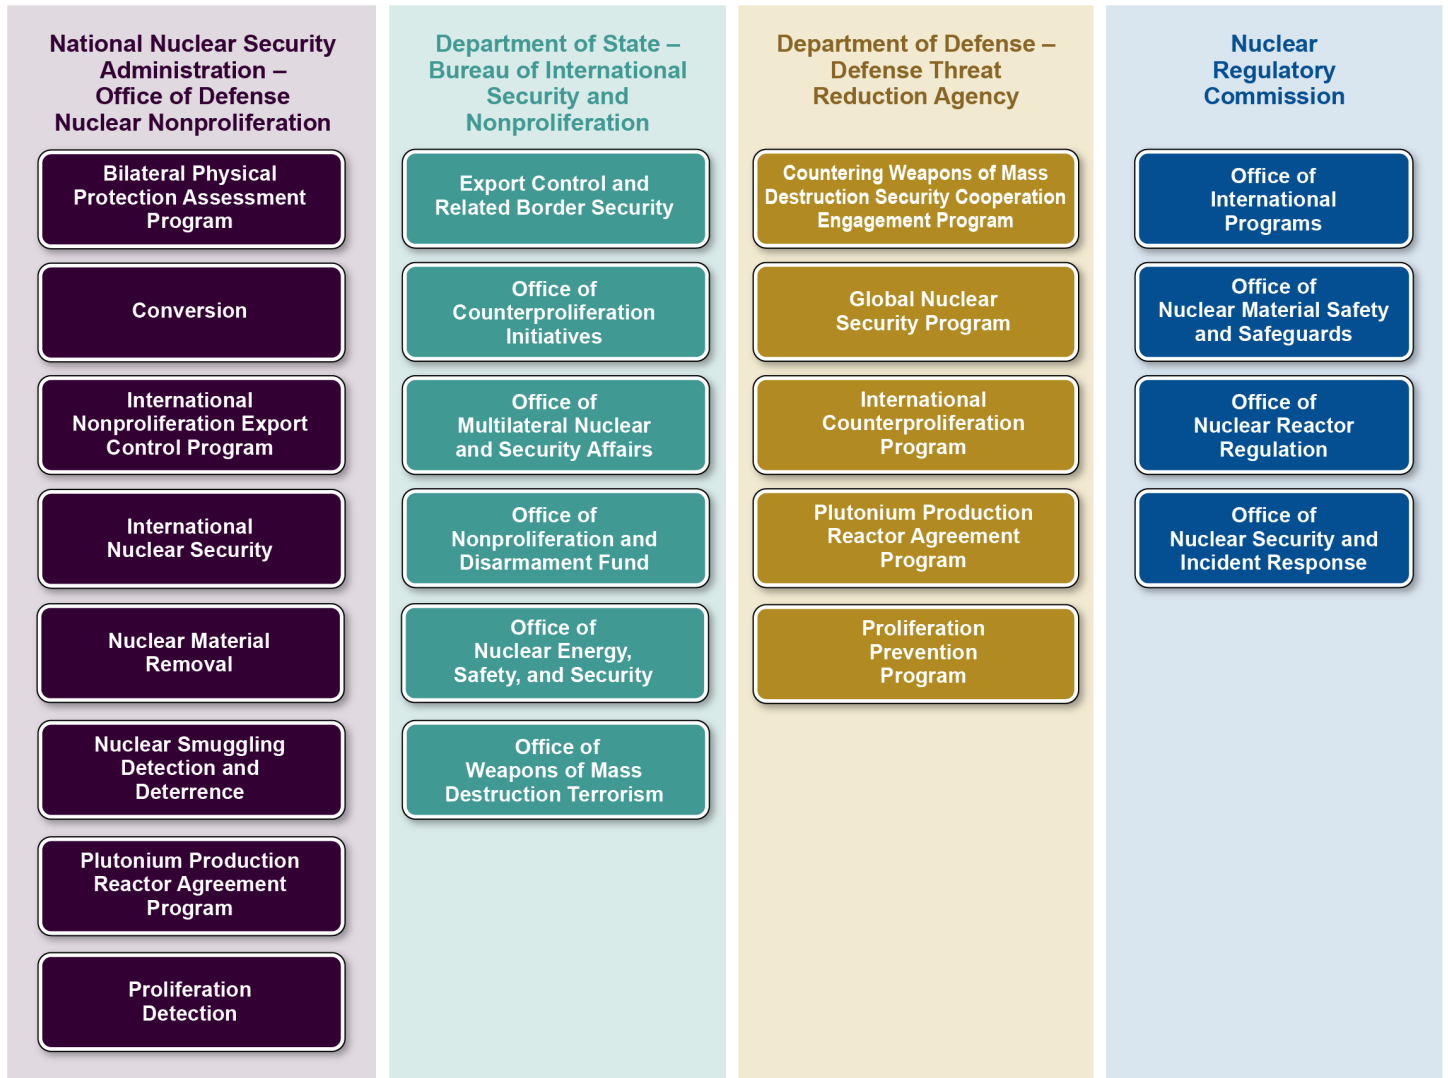 National Nuclear Security
Administration –
Office of Defense
Nuclear Nonproliferation
Bilateral Physical
Protection Assessment
Program
Conversion
International
Nonproliferation Export
Control Program
International
Nuclear Security
Nuclear Material
Removal
Nuclear Smuggling
Detection and
Deterrence
Plutonium Production
Reactor Agreement
Program
Proliferation
Detection
Department of State –
Bureau of International
Security and
Nonproliferation
Export Control and
Related Border Security
Office of
Counterproliferation
Initiatives
Office of
Multilateral Nuclear
and Security Affairs
Office of
Nonproliferation and
Disarmament Fund
Office of
Nuclear Energy,
Safety, and Security
Office of
Weapons of Mass
Destruction Terrorism
Department of Defense –
Defense Threat
Reduction Agency
Countering Weapons of Mass
Destruction Security Cooperation
Engagement Program
Global Nuclear
Security Program
International
Counterproliferation
Program
Plutonium Production
Reactor Agreement
Program
Proliferation
Prevention
Program
Nuclear
Regulatory
Commission
Office of
International
Programs
Office of
Nuclear Material Safety
and Safeguards
Office of
Nuclear Reactor
Regulation
Office of
Nuclear Security and
Incident Response